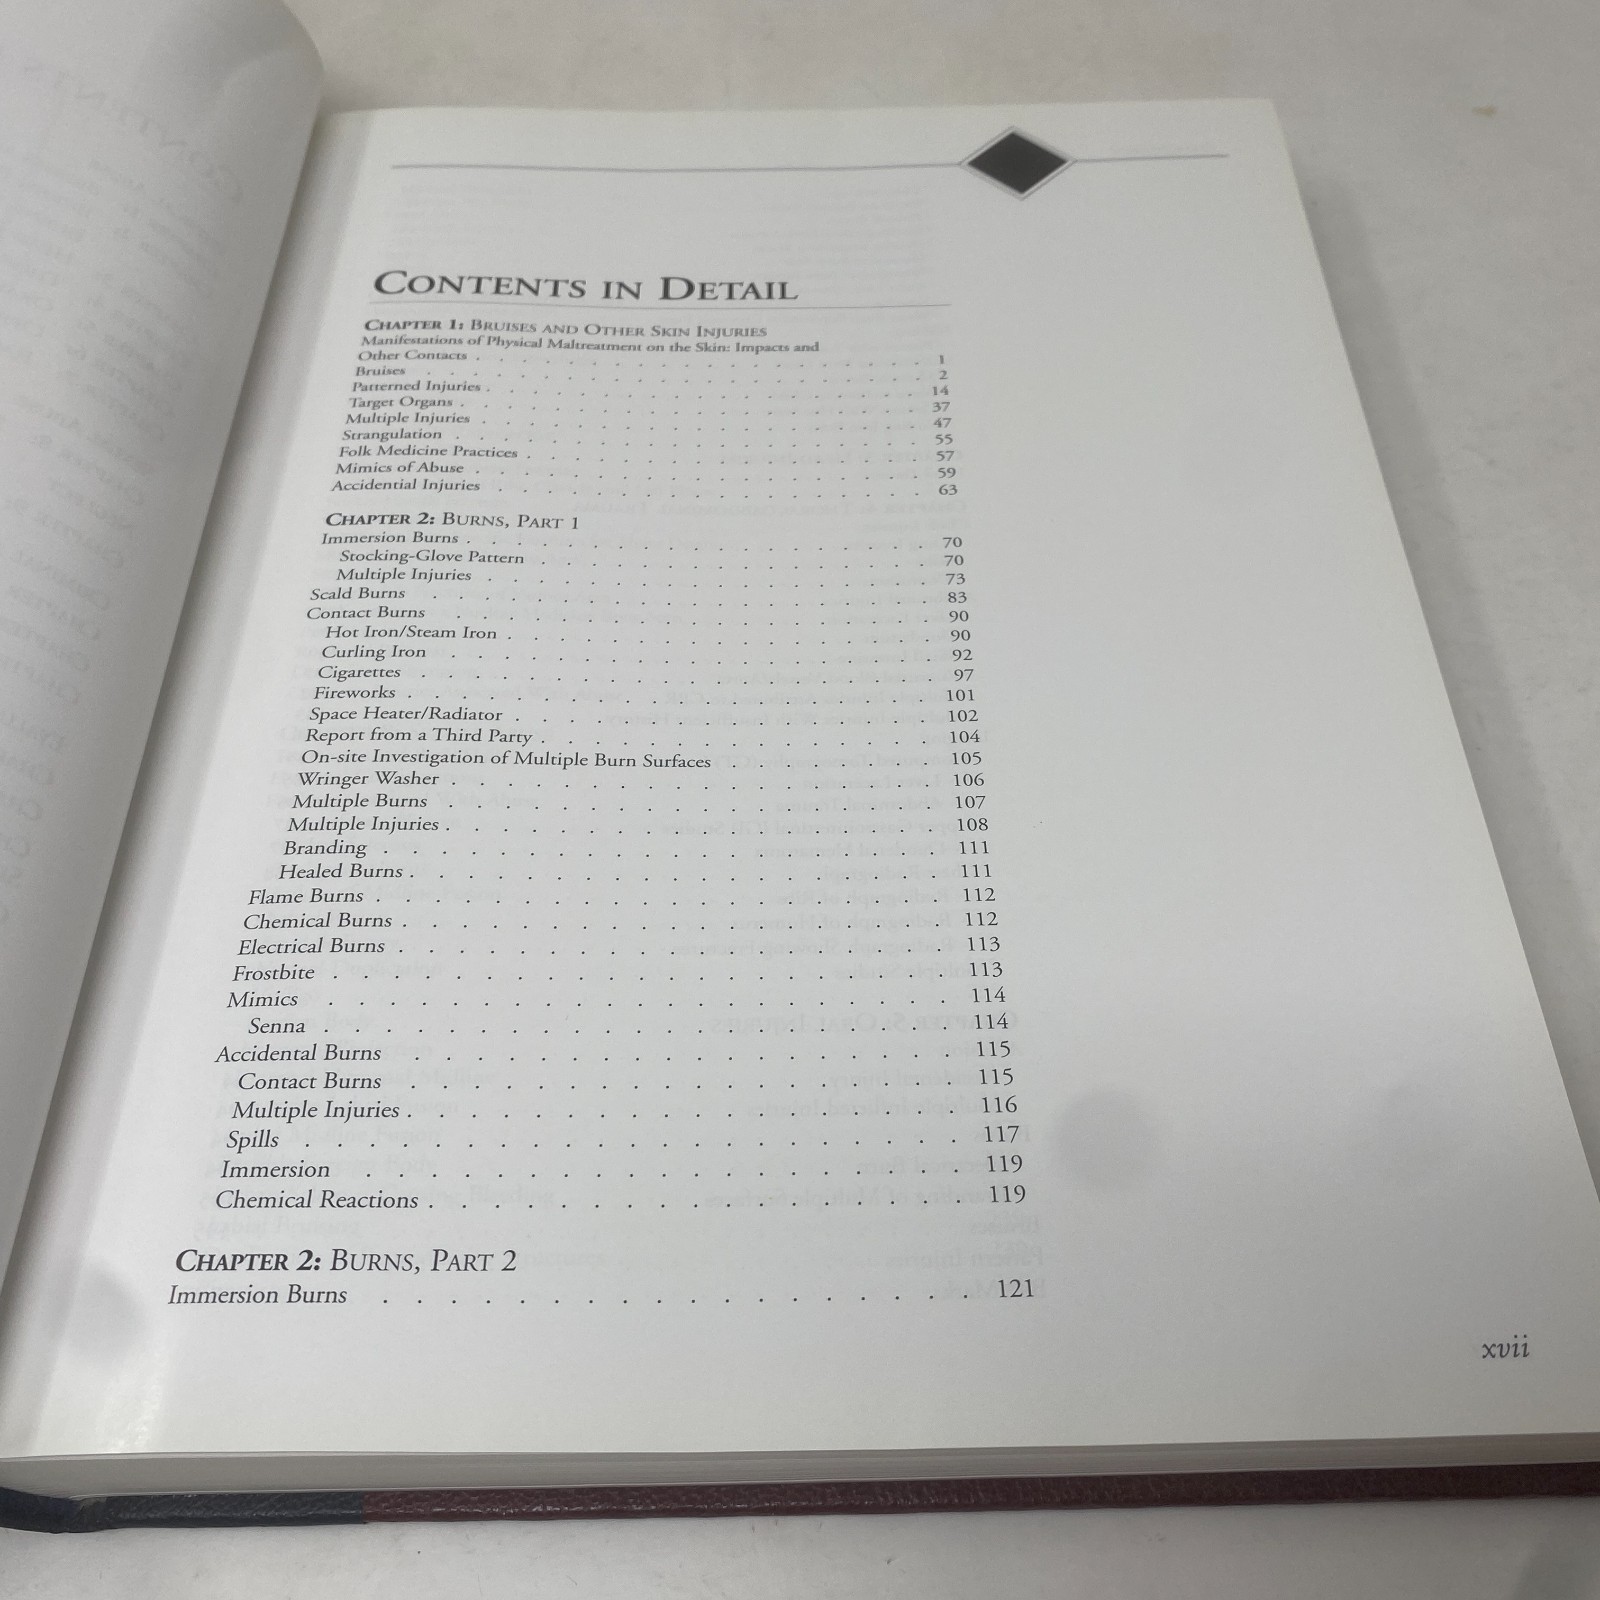 CONTENTS IN DETAIL
CHAPTER 1: BRUISES AND OTHER SKIN INJURIES
Manifestations of Physical Maltreatment on the Skin: Impacts and
Other Contacts . . . . . . . . . . . . . . . . . 1
Bruises . . . . . . . . . . . . . . . . . 2
Patterned Injuries . . . . . . . . . . . . . . . . . 14
Target Organs . . . . . . . . . . . . . . . . . 37
Multiple Injuries . . . . . . . . . . . . . . . . . 47
Strangulation . . . . . . . . . . . . . . . . . 55
Folk Medicine Practices . . . . . . . . . . . . . . . . 57
Mimics of Abuse . . . . . . . . . . . . . . . . . 59
Accidential Injuries . . . . . . . . . . . . . . . . 63
CHAPTER 2: BURNS, PART 1
Immersion Burns . . . . . . . . . . . . . . . . . 70
Stocking-Glove Pattern . . . . . . . . . . . . . . . 70
Multiple Injuries . . . . . . . . . . . . . . . . 73
Scald Burns . . . . . . . . . . . . . . . . . 83
Contact Burns . . . . . . . . . . . . . . . . . 90
Hot Iron/Steam Iron . . . . . . . . . . . . . . . . 90
Curling Iron . . . . . . . . . . . . . . . . . 92
Cigarettes . . . . . . . . . . . . . . . . . 97
Fireworks . . . . . . . . . . . . . . . . . 101
Space Heater/Radiator . . . . . . . . . . . . . . . 102
Report from a Third Party . . . . . . . . . . . . . . 104
On-site Investigation of Multiple Burn Surfaces . . . . . . . 105
Wringer Washer . . . . . . . . . . . . . . . . . 106
Multiple Burns . . . . . . . . . . . . . . . . . 107
Multiple Injuries . . . . . . . . . . . . . . . . . 108
Branding . . . . . . . . . . . . . . . . . 111
Healed Burns . . . . . . . . . . . . . . . . . 111
Flame Burns . . . . . . . . . . . . . . . . . 112
Chemical Burns . . . . . . . . . . . . . . . . . 112
Electrical Burns . . . . . . . . . . . . . . . . . 113
Frostbite . . . . . . . . . . . . . . . . . 113
Mimics . . . . . . . . . . . . . . . . . 114
Senna . . . . . . . . . . . . . . . . . 114
Accidental Burns . . . . . . . . . . . . . . . . . 115
Contact Burns . . . . . . . . . . . . . . . . . 115
Multiple Injuries . . . . . . . . . . . . . . . . . 116
Spills . . . . . . . . . . . . . . . . . 117
Immersion . . . . . . . . . . . . . . . . . 119
Chemical Reactions . . . . . . . . . . . . . . . . . 119
CHAPTER 2: BURNS, PART 2
Immersion Burns . . . . . . . . . . . . . . . . . 121
xvii